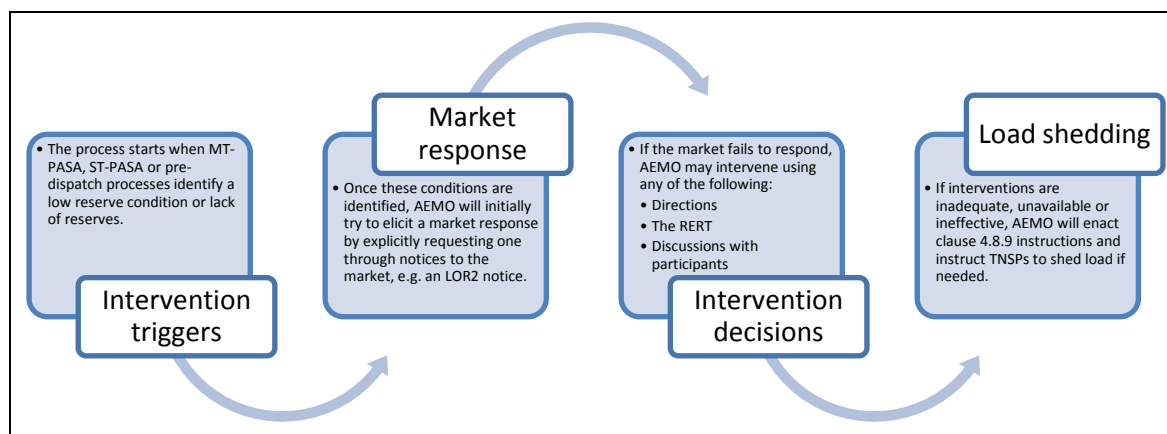 • The process starts when MT-
PASA, ST-PASA or pre-
dispatch processes identify a
low reserve condition or lack
of reserves.
Intervention
triggers
Market
response
• Once these conditions are
identified, AEMO will initially
try to elicit a market response
by explicitly requesting one
through notices to the
market, e.g. an LOR2 notice.
• If the market fails to respond,
AEMO may intervene using
any of the following:
• Directions
• The RERT
• Discussions with
participants
Intervention
decisions
Load shedding
• If interventions are
inadequate, unavailable or
ineffective, AEMO will enact
clause 4.8.9 instructions and
instruct TNSPs to shed load if
needed.